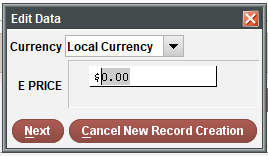 Edit Data
Currency Local Currency
E PRICE $0.00
Next Cancel New Record Creation